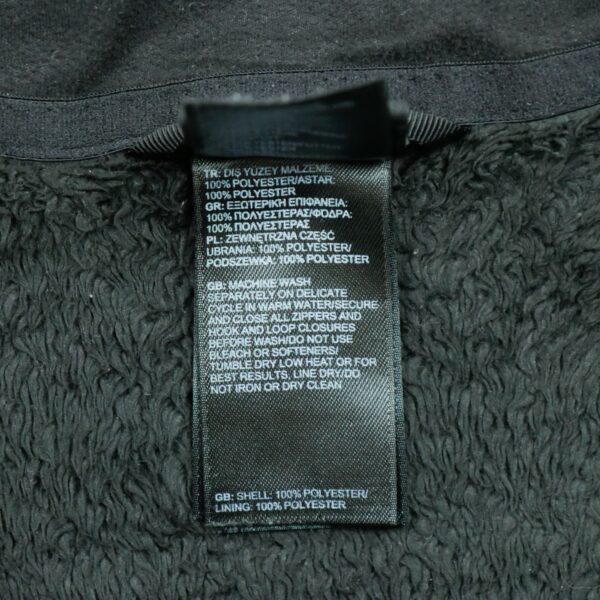 TR: DIŞ YUZEY MALZEME:
100% POLYESTER/ASTAR:
100% POLYESTER
GR: ΕΞΩΤΕΡΙΚΗ ΕΠΙΦΑΝΕΙΑ:
100% ΠΟΛΥΕΣΤΕΡΑΣ/ΦΟΔΡΑ:
100% ΠΟΛΥΕΣΤΕΡΑΣ
PL: ZEWNĘTRZNA CZĘŚĆ
UBRANIA: 100% POLYESTER/
PODSZEWKA: 100% POLYESTER
GB: MACHINE WASH
SEPARATELY ON DELICATE
CYCLE IN WARM WATER/SECURE
AND CLOSE ALL ZIPPERS AND
HOOK AND LOOP CLOSURES
BEFORE WASH/DO NOT USE
BLEACH OR SOFTENERS/
TUMBLE DRY LOW HEAT OR FOR
BEST RESULTS, LINE DRY/DO
NOT IRON OR DRY CLEAN
GB: SHELL: 100% POLYESTER/
LINING: 100% POLYESTER